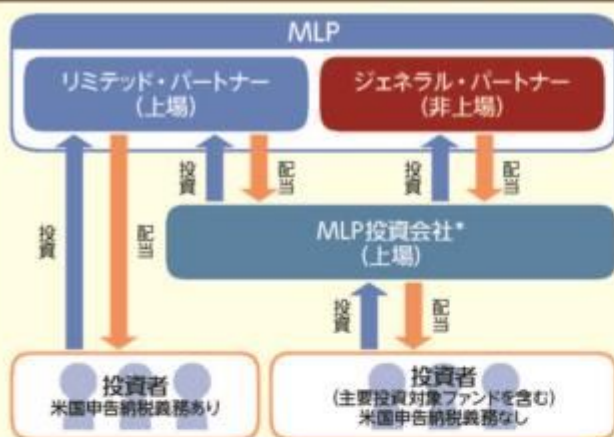 MLP
リミテッド・パートナー
(上場)
ジェネラル・パートナー
(非上場)
投資
配当
投資
配当
投資
配当
MLP投資会社*
(上場)
投資
配当
投資者
米国申告納税義務あり
投資者
(主要投資対象ファンドを含む)
米国申告納税義務なし